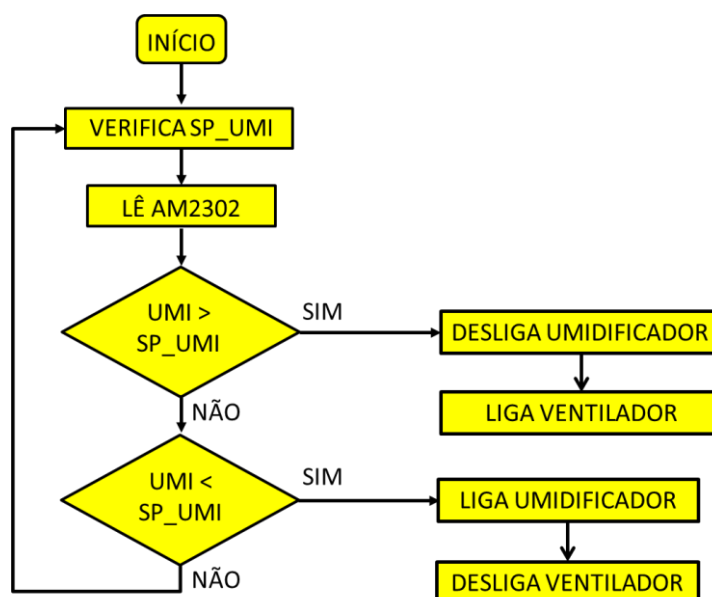 INÍCIO
VERIFICA SP_UMI
LÊ AM2302
UMI >
SP_UMI
SIM
DESLIGA UMIDIFICADOR
LIGA VENTILADOR
NÃO
UMI <
SP_UMI
SIM
LIGA UMIDIFICADOR
DESLIGA VENTILADOR
NÃO